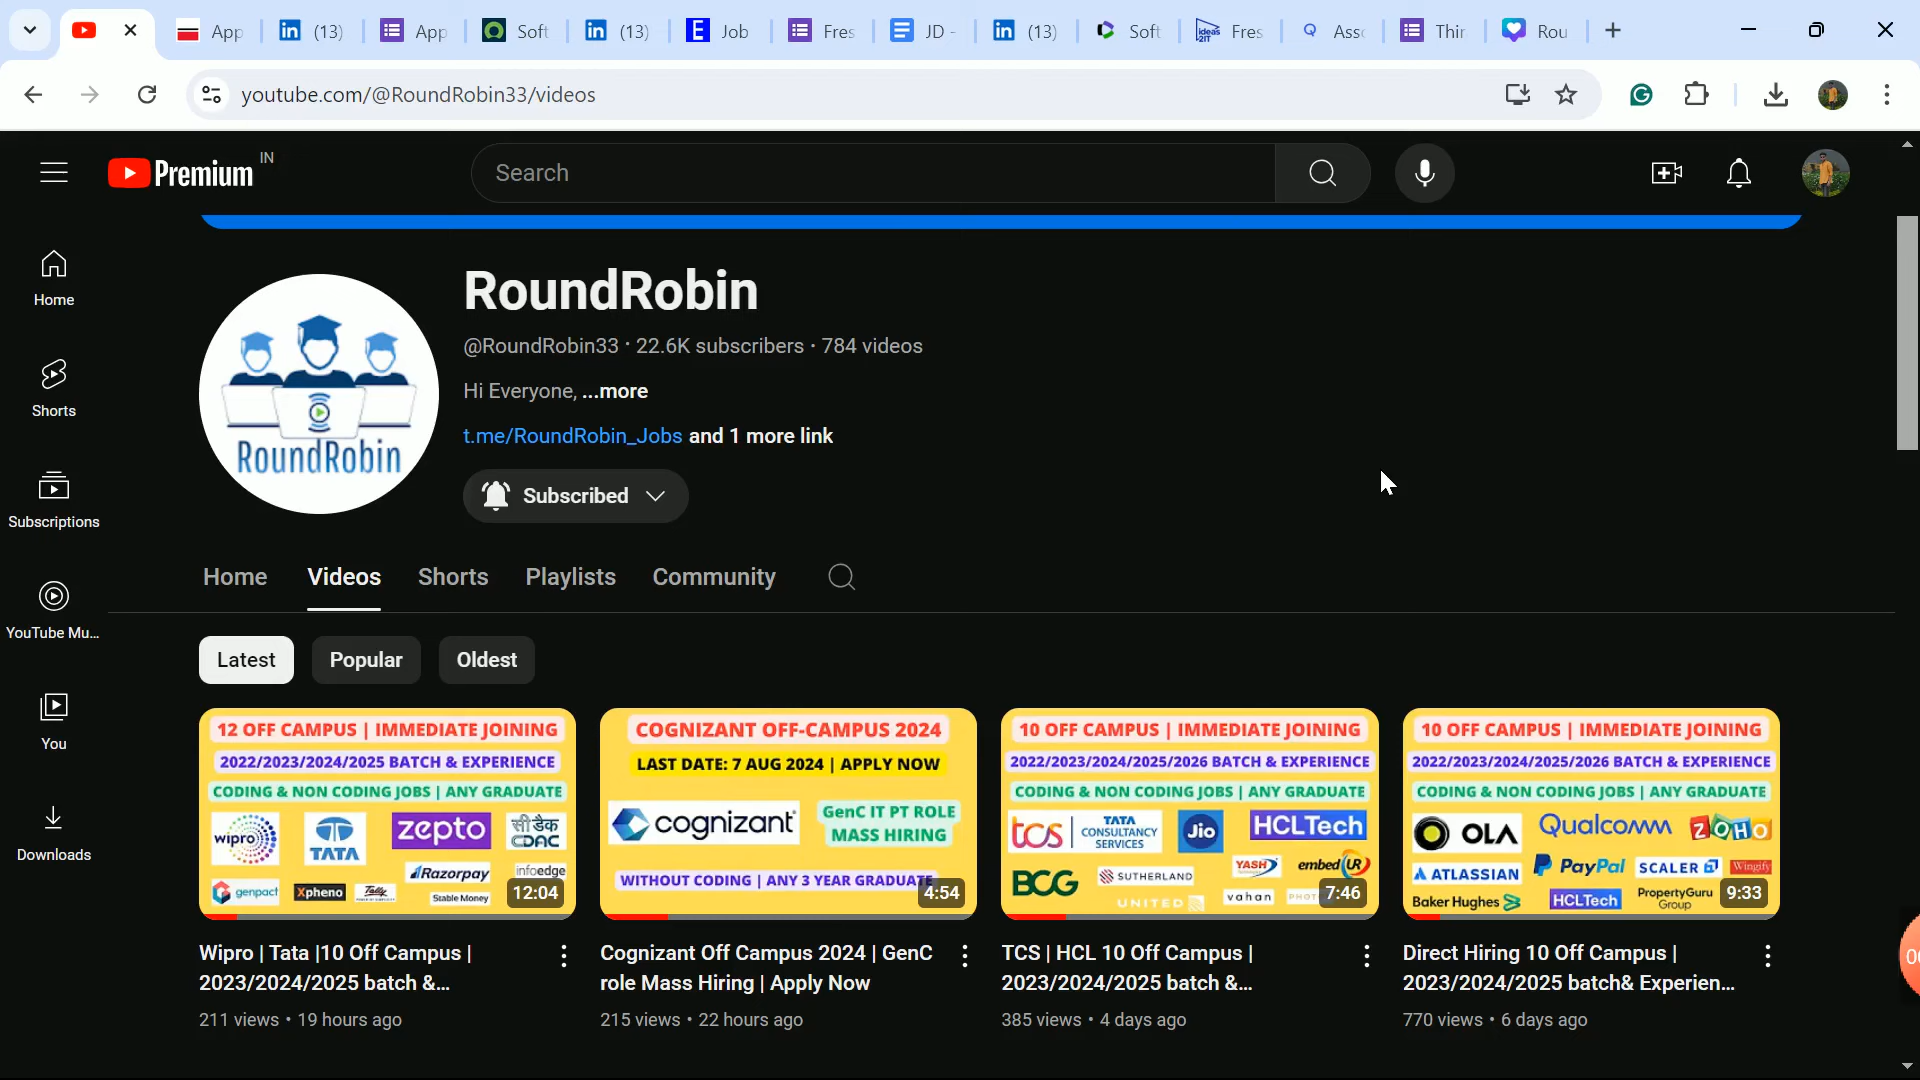 App
(13)
App
Soft
(13)
Job
Fres
JD -
(13)
Soft
Fres
Asso
Thir
Rou
youtube.com/@RoundRobin33/videos
Premium IN
Search
Home
Shorts
Subscriptions
YouTube Mu...
You
Downloads
RoundRobin
RoundRobin
@RoundRobin33 · 22.6K subscribers · 784 videos
Hi Everyone, ...more
t.me/RoundRobin_Jobs and 1 more link
Subscribed
Home Videos Shorts Playlists Community
Latest Popular Oldest
12 OFF CAMPUS | IMMEDIATE JOINING
2022/2023/2024/2025 BATCH & EXPERIENCE
CODING & NON CODING JOBS | ANY GRADUATE
wipro TATA zepto सी डैक CDAC
Razorpay infoedge
genpact Xpheno Tally Stable Money 12:04
Wipro | Tata |10 Off Campus |
2023/2024/2025 batch &...
211 views • 19 hours ago
COGNIZANT OFF-CAMPUS 2024
LAST DATE: 7 AUG 2024 | APPLY NOW
cognizant GenC IT PT ROLE
MASS HIRING
WITHOUT CODING | ANY 3 YEAR GRADUATE
4:54
Cognizant Off Campus 2024 | GenC
role Mass Hiring | Apply Now
215 views • 22 hours ago
10 OFF CAMPUS | IMMEDIATE JOINING
2022/2023/2024/2025/2026 BATCH & EXPERIENCE
CODING & NON CODING JOBS | ANY GRADUATE
tcs TATA CONSULTANCY SERVICES Jio HCLTech
BCG SUTHERLAND YASH embedUR
UNITED vahan PHOT 7:46
TCS | HCL 10 Off Campus |
2023/2024/2025 batch &...
385 views • 4 days ago
10 OFF CAMPUS | IMMEDIATE JOINING
2022/2023/2024/2025/2026 BATCH & EXPERIENCE
CODING & NON CODING JOBS | ANY GRADUATE
OLA Qualcomm ZOHO
ATLASSIAN PayPal SCALER Wingify
Baker Hughes HCLTech PropertyGuru Group 9:33
Direct Hiring 10 Off Campus |
2023/2024/2025 batch& Experien...
770 views • 6 days ago